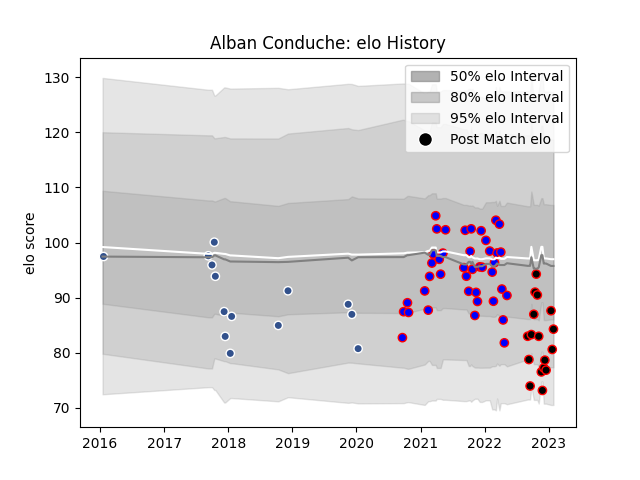 Alban Conduche: elo History
50% elo Interval
80% elo Interval
95% elo Interval
Post Match elo
elo score
130
120
110
100
90
80
70
2016 2017 2018 2019 2020 2021 2022 2023